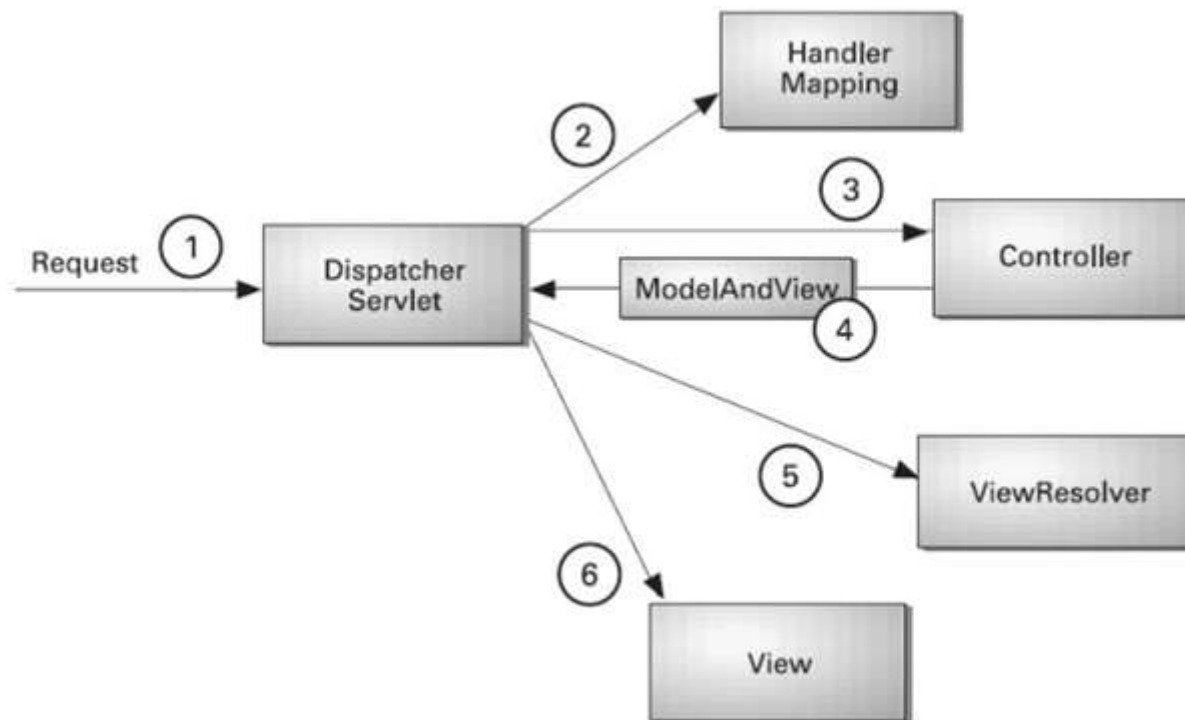 Handler
Mapping
2
3
1
Request
Dispatcher
Servlet
Controller
ModelAndView
4
5
ViewResolver
6
View